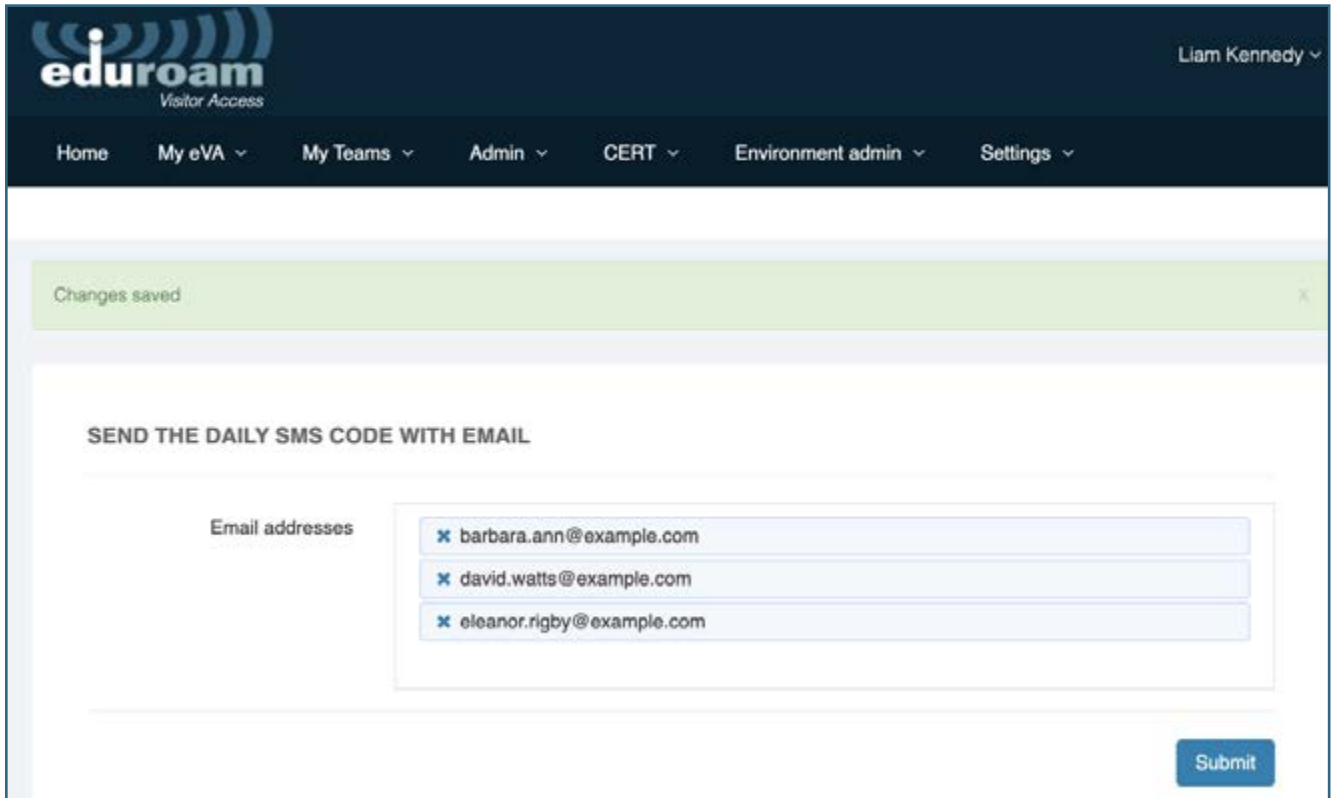 eduroam
Visitor Access
Liam Kennedy
Home My eVA My Teams Admin CERT Environment admin Settings
Changes saved x
SEND THE DAILY SMS CODE WITH EMAIL
Email addresses
barbara.ann@example.com
david.watts@example.com
eleanor.rigby@example.com
Submit